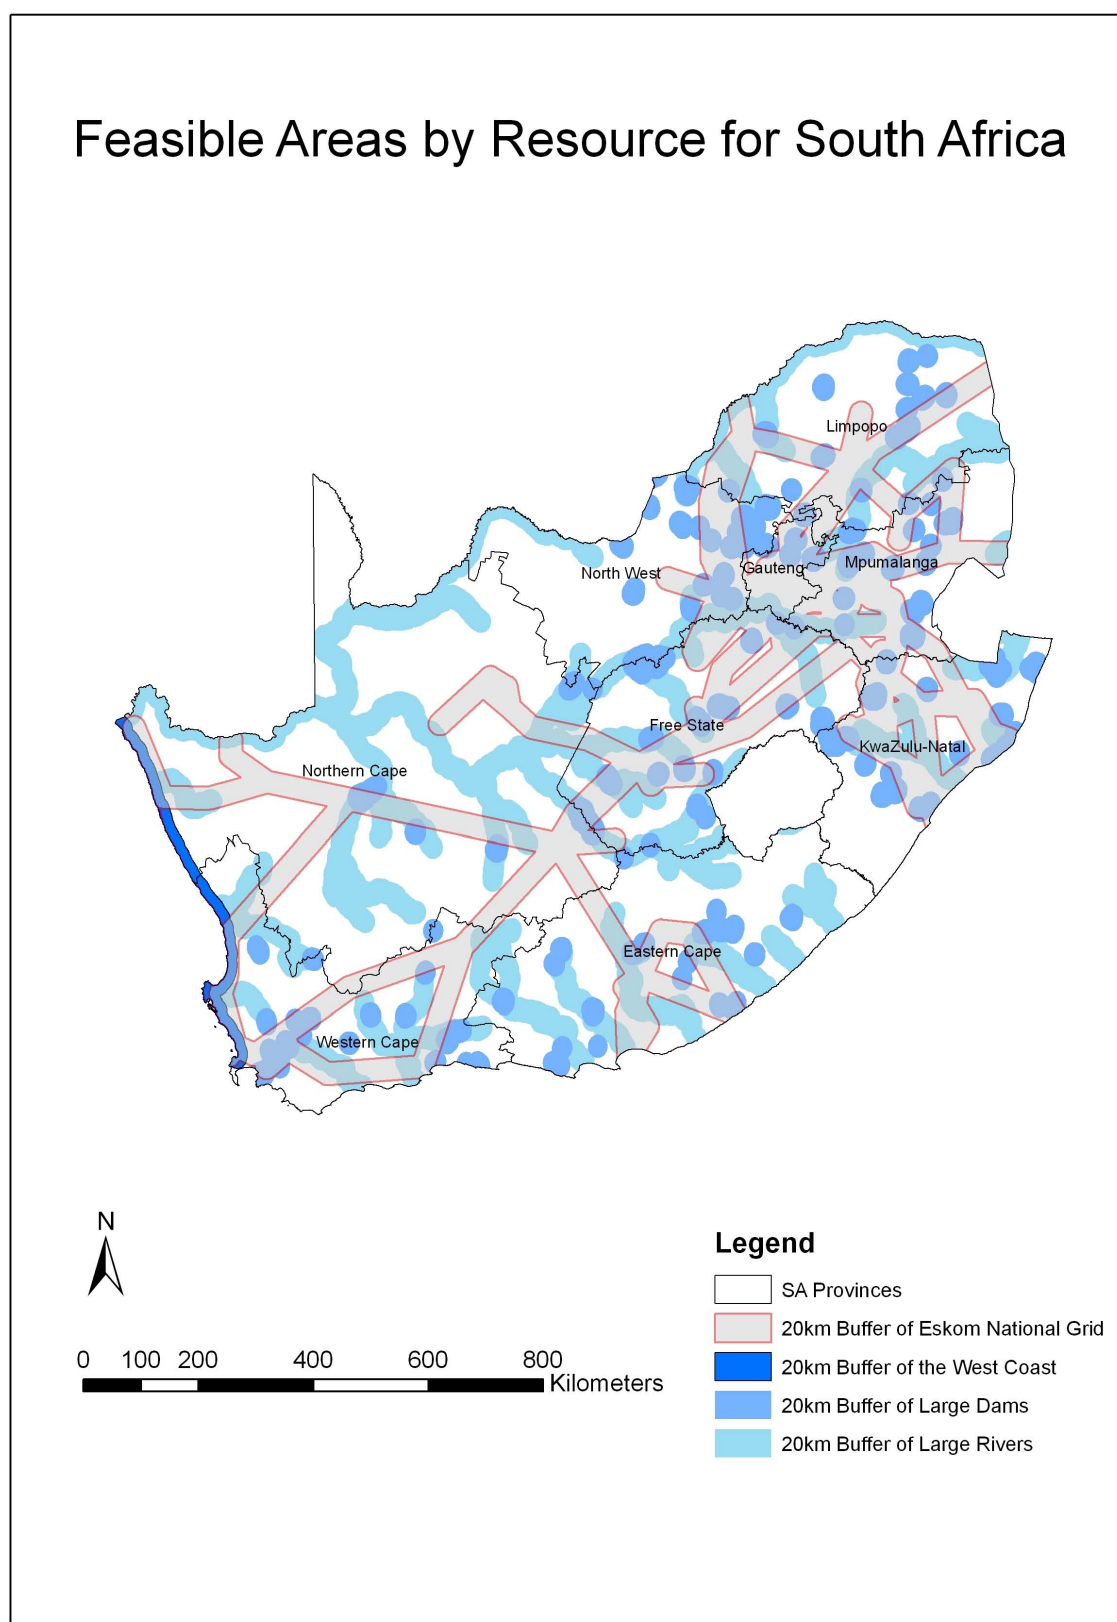 Feasible Areas by Resource for South Africa
Limpopo
North West
Gauteng
Mpumalanga
Free State
KwaZulu-Natal
Northern Cape
Eastern Cape
Western Cape
N
0 100 200 400 600 800
Kilometers
Legend
SA Provinces
20km Buffer of Eskom National Grid
20km Buffer of the West Coast
20km Buffer of Large Dams
20km Buffer of Large Rivers